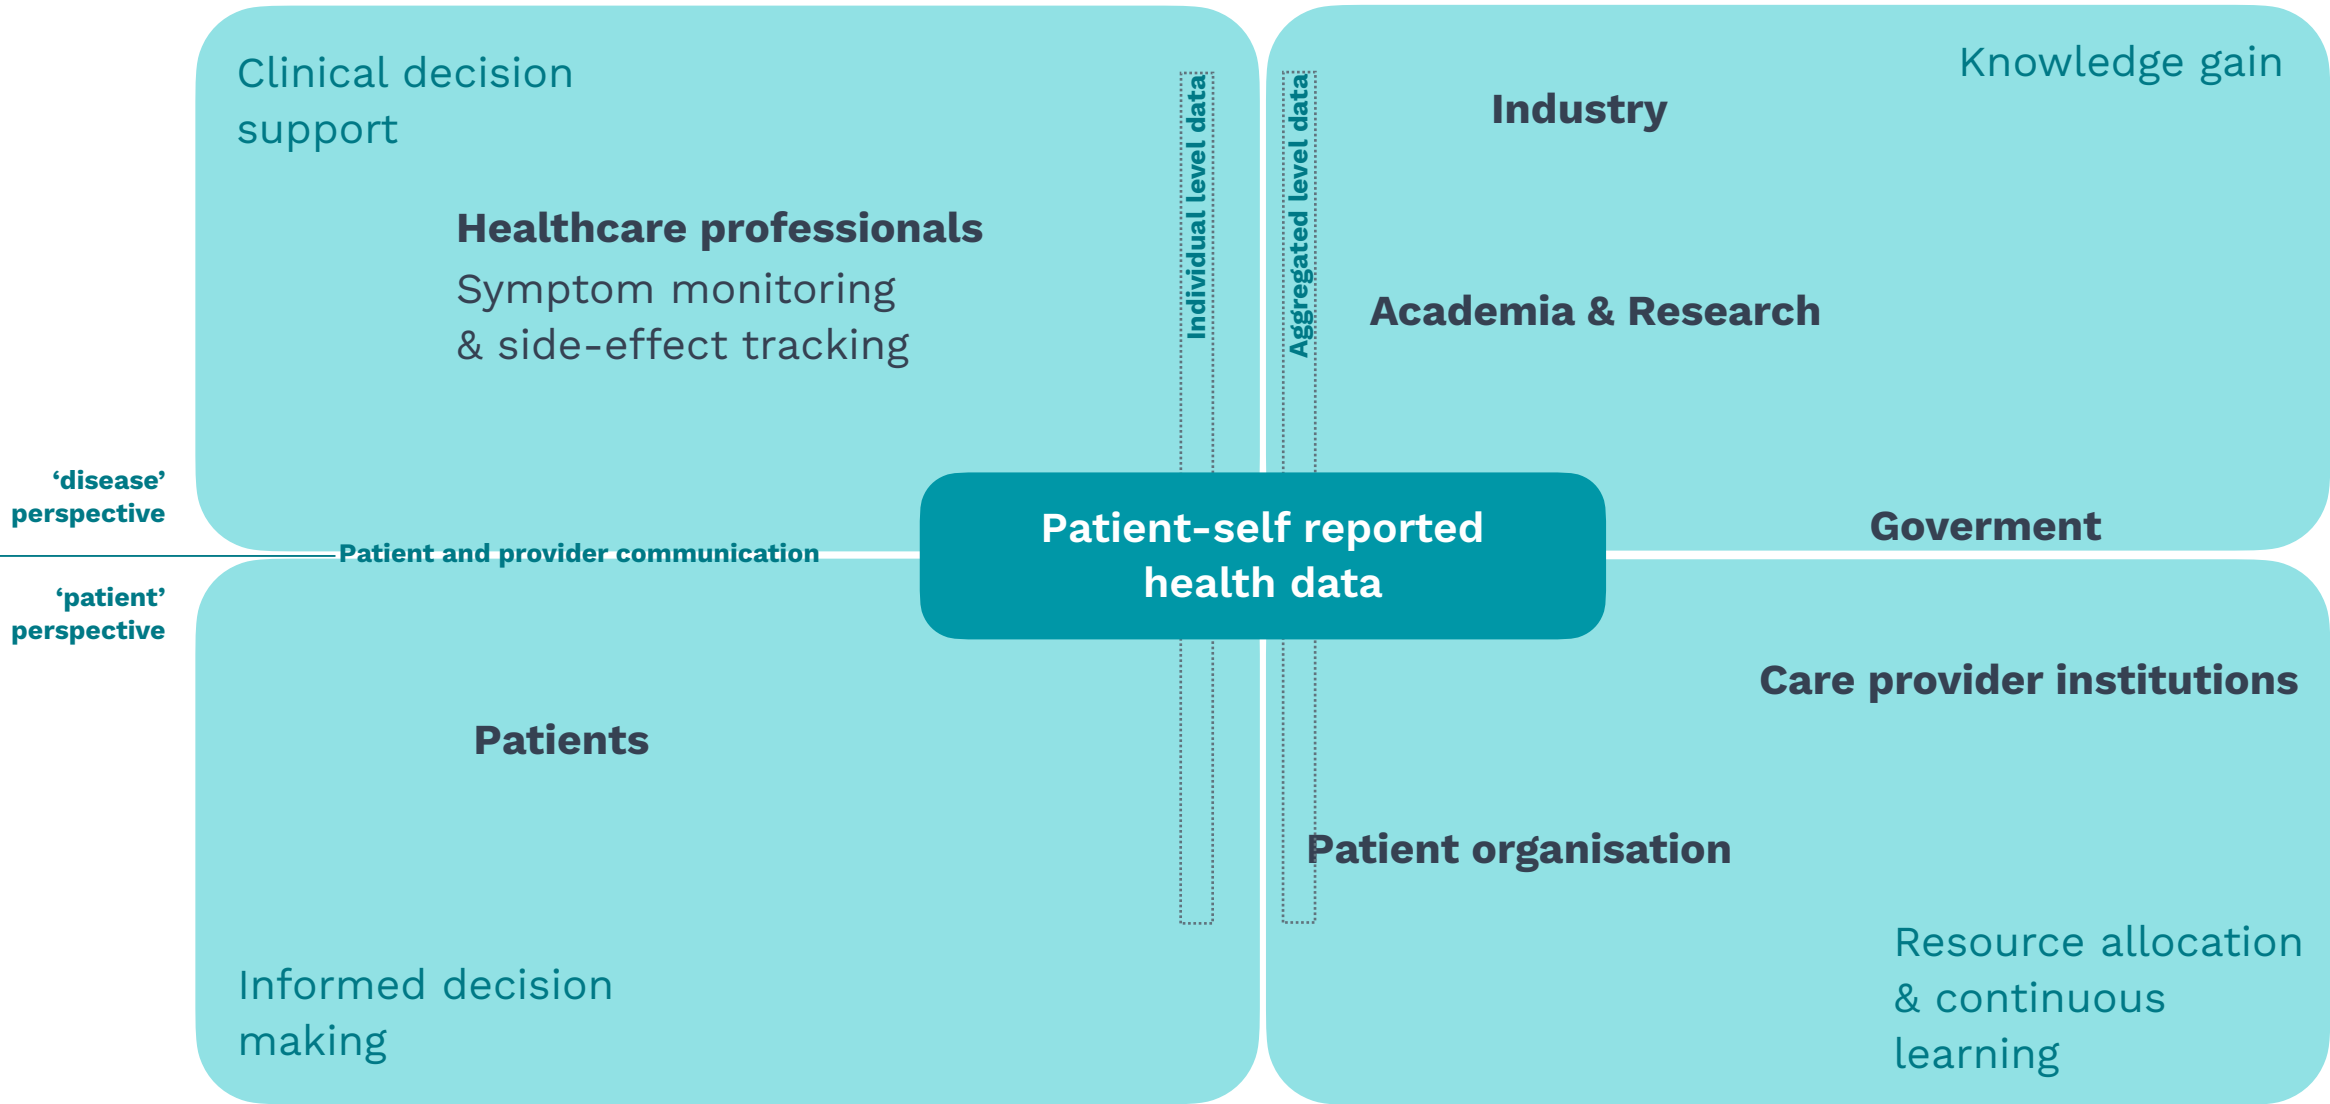 Clinical decision
support
Healthcare professionals
Symptom monitoring
& side-effect tracking
Individual level data
Aggregated level data
Knowledge gain
Industry
Academia & Research
Goverment
‘disease’
perspective
Patient and provider communication
‘patient’
perspective
Patient-self reported
health data
Patients
Informed decision
making
Care provider institutions
Patient organisation
Resource allocation
& continuous
learning